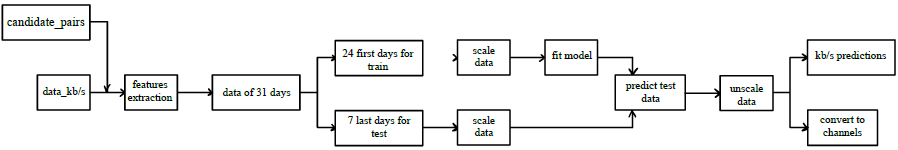 candidate_pairs
data_kb/s
features
extraction
data of 31 days
24 first days for
train
7 last days for
test
scale
data
scale
data
fit model
predict test
data
unscale
data
kb/s predictions
convert to
channels